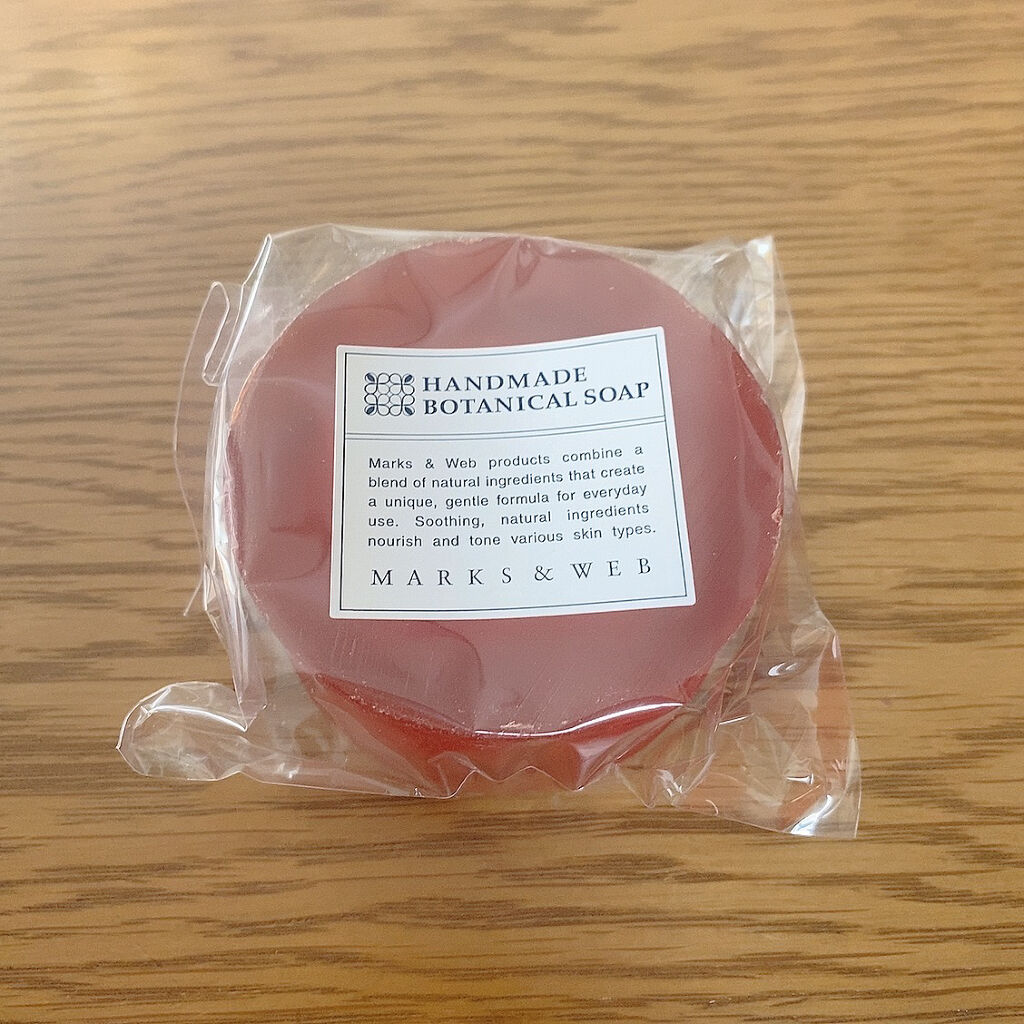 HANDMADE
BOTANICAL SOAP
Marks & Web products combine a
blend of natural ingredients that create
a unique, gentle formula for everyday
use. Soothing, natural ingredients
nourish and tone various skin types.
MARKS & WEB